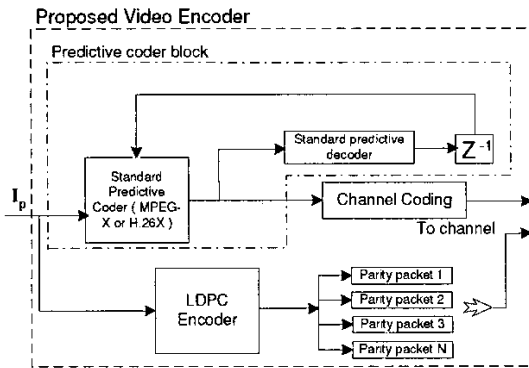 Proposed Video Encoder
Predictive coder block
Standard predictive
decoder
Z⁻¹
Standard
Predictive
Coder ( MPEG-
X or H.26X )
Iₚ
Channel Coding
To channel
LDPC
Encoder
Parity packet 1
Parity packet 2
Parity packet 3
Parity packet N